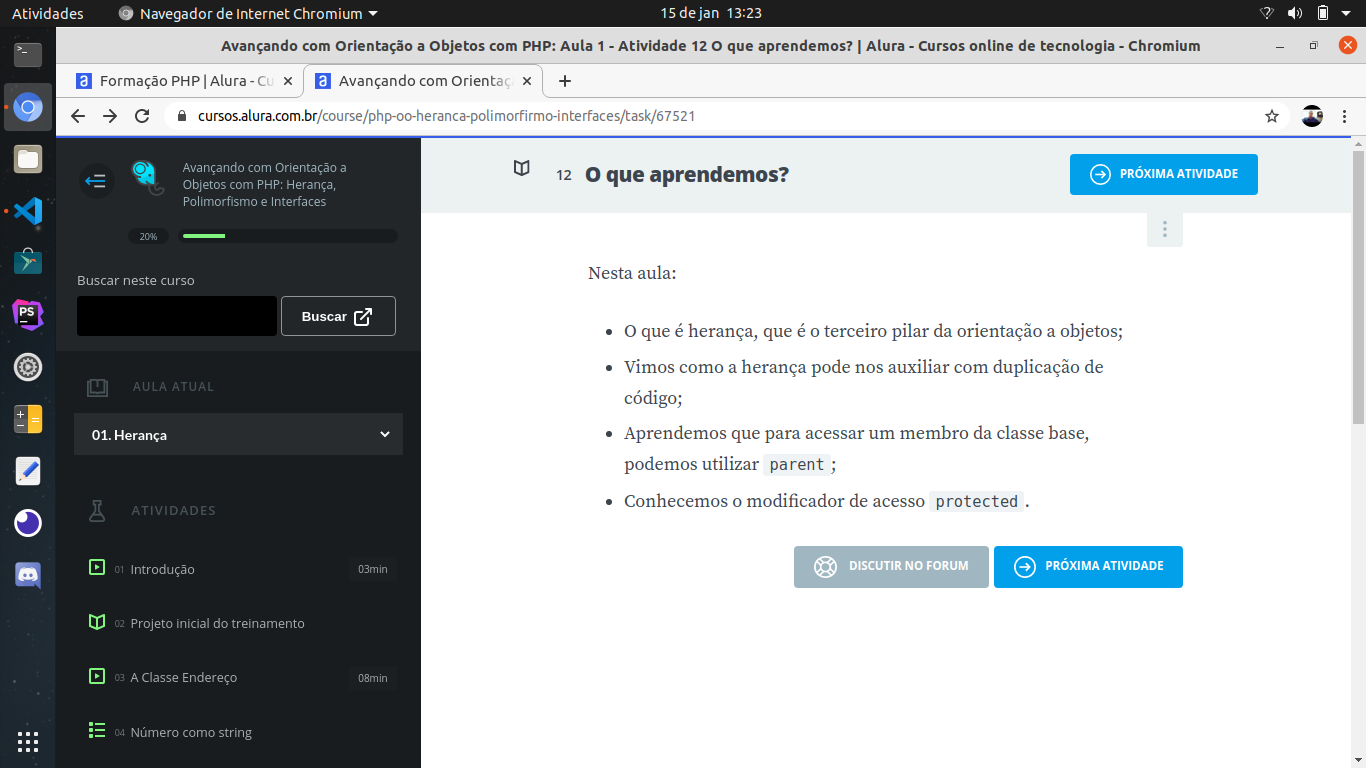 Atividades
Navegador de Internet Chromium
15 de jan 13:23
Avançando com Orientação a Objetos com PHP: Aula 1 - Atividade 12 O que aprendemos? | Alura - Cursos online de tecnologia - Chromium
Formação PHP | Alura - Cu
Avançando com Orientaç
cursos.alura.com.br/course/php-oo-heranca-polimorfirmo-interfaces/task/67521
Avançando com Orientação a
Objetos com PHP: Herança,
Polimorfismo e Interfaces
20%
Buscar neste curso
Buscar
AULA ATUAL
01. Herança
ATIVIDADES
01 Introdução 03min
02 Projeto inicial do treinamento
03 A Classe Endereço 08min
04 Número como string
12 O que aprendemos?
PRÓXIMA ATIVIDADE
Nesta aula:
• O que é herança, que é o terceiro pilar da orientação a objetos;
• Vimos como a herança pode nos auxiliar com duplicação de
código;
• Aprendemos que para acessar um membro da classe base,
podemos utilizar parent;
• Conhecemos o modificador de acesso protected.
DISCUTIR NO FORUM
PRÓXIMA ATIVIDADE
PS